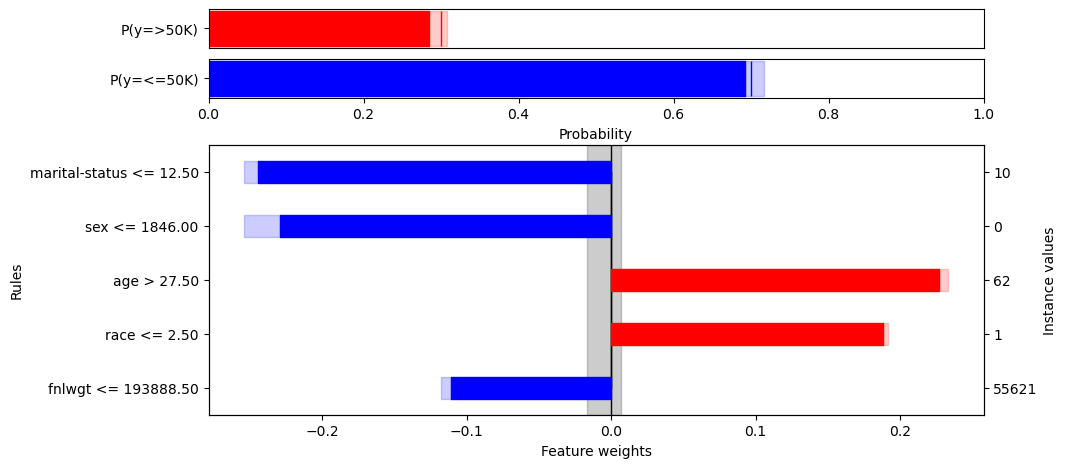 P(y=>50K)
P(y=<=50K)
0.0 0.2 0.4 0.6 0.8 1.0
Probability
marital-status <= 12.50 10
sex <= 1846.00 0
age > 27.50 62
race <= 2.50 1
fnlwgt <= 193888.50 55621
Rules
Instance values
−0.2 −0.1 0.0 0.1 0.2
Feature weights